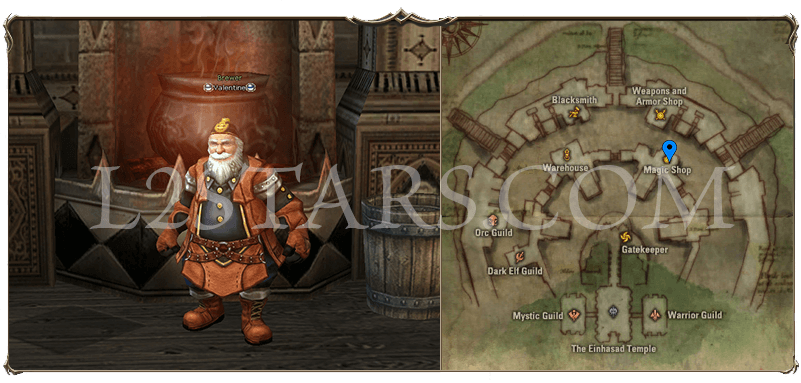 Brewer
Valentine
L2STARS.COM
Blacksmith
Weapons and
Armor Shop
Warehouse
Magic Shop
Orc Guild
Gatekeeper
Dark Elf Guild
Mystic Guild
Warrior Guild
The Einhasad Temple